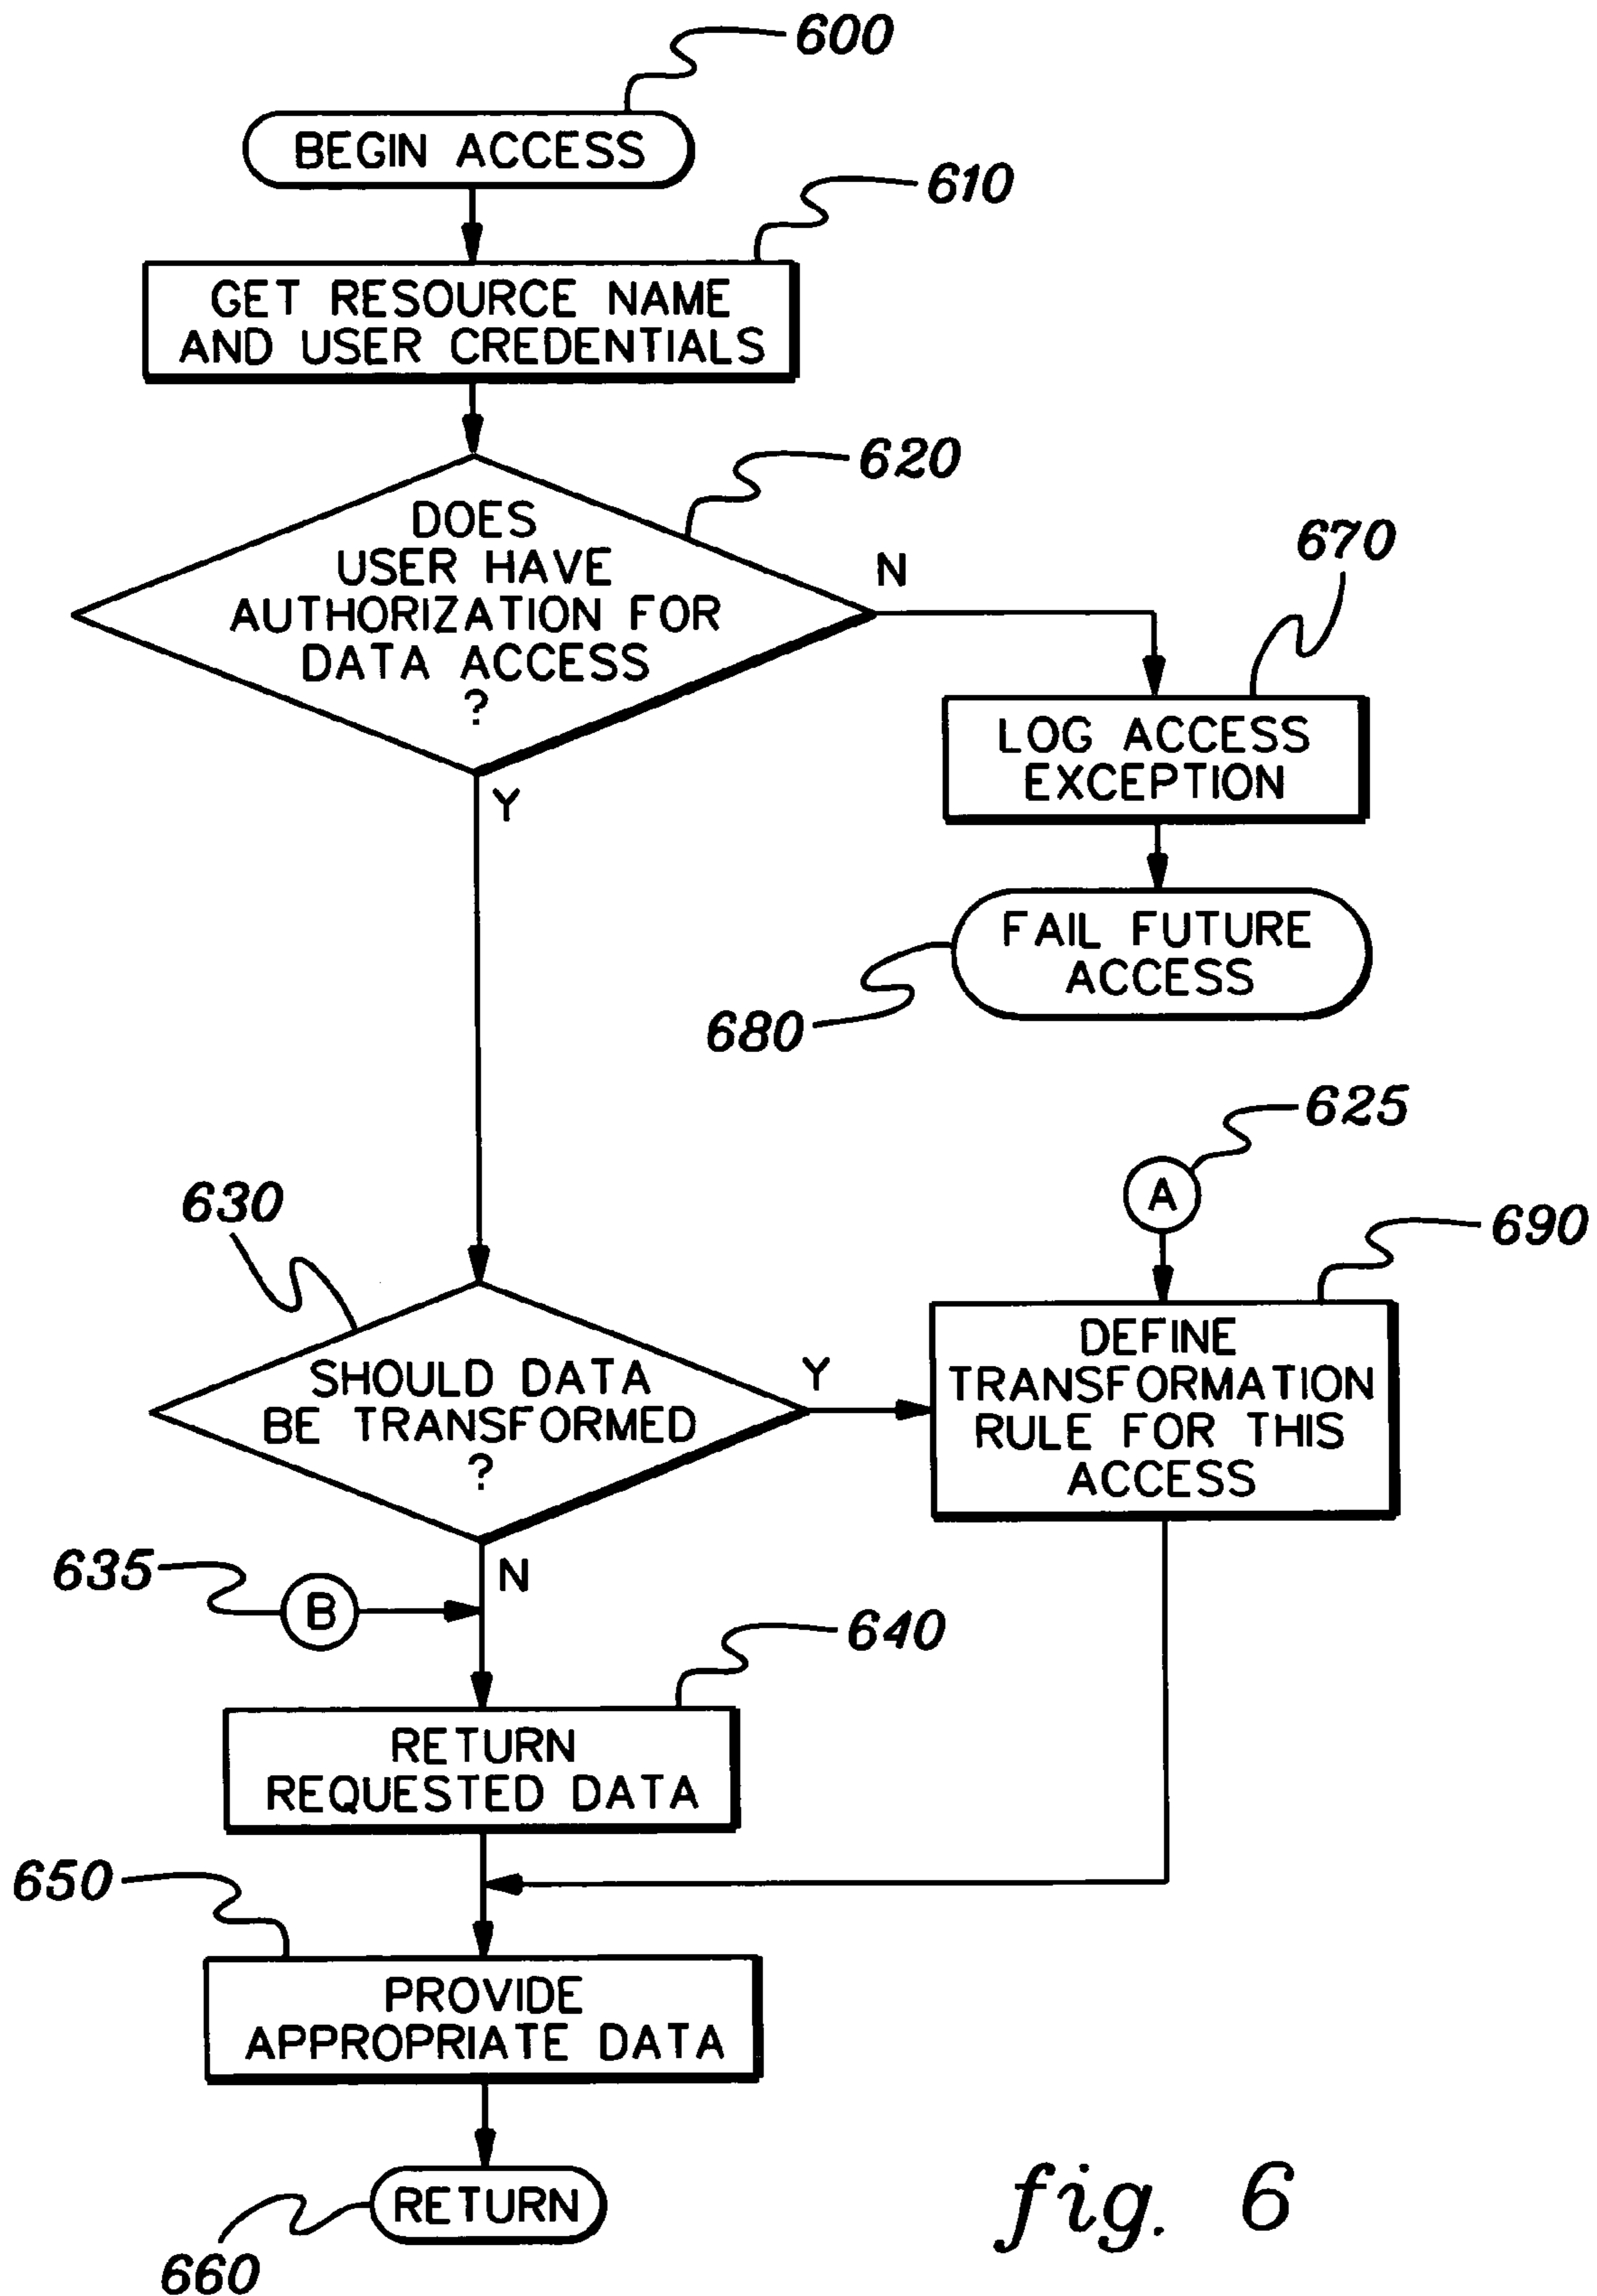 600
BEGIN ACCESS
610
GET RESOURCE NAME
AND USER CREDENTIALS
620
DOES
USER HAVE
AUTHORIZATION FOR
DATA ACCESS
?
N
670
Y
LOG ACCESS
EXCEPTION
FAIL FUTURE
ACCESS
680
625
A
630
690
SHOULD DATA
BE TRANSFORMED
?
Y
DEFINE
TRANSFORMATION
RULE FOR THIS
ACCESS
N
635
B
640
RETURN
REQUESTED DATA
650
PROVIDE
APPROPRIATE DATA
RETURN
660
fig. 6